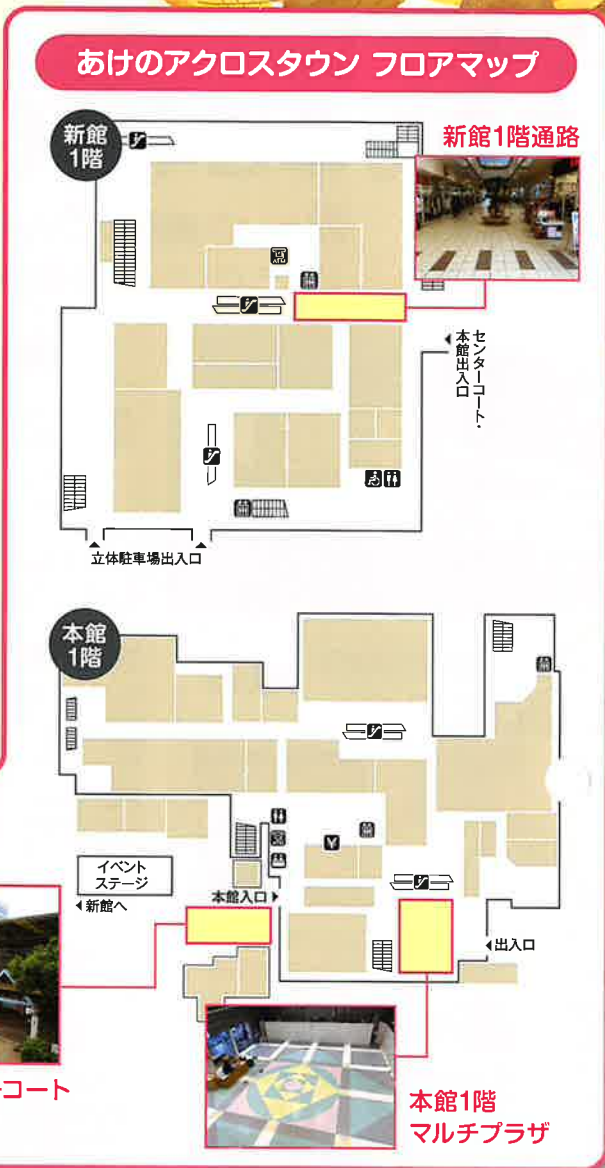 あけのアクロスタウン フロアマップ
新館
1階
新館1階通路
ATM
センターコート・
本館出入口
立体駐車場出入口
本館
1階
イベント
ステージ
新館へ
本館入口
出入口
コート
本館1階
マルチプラザ